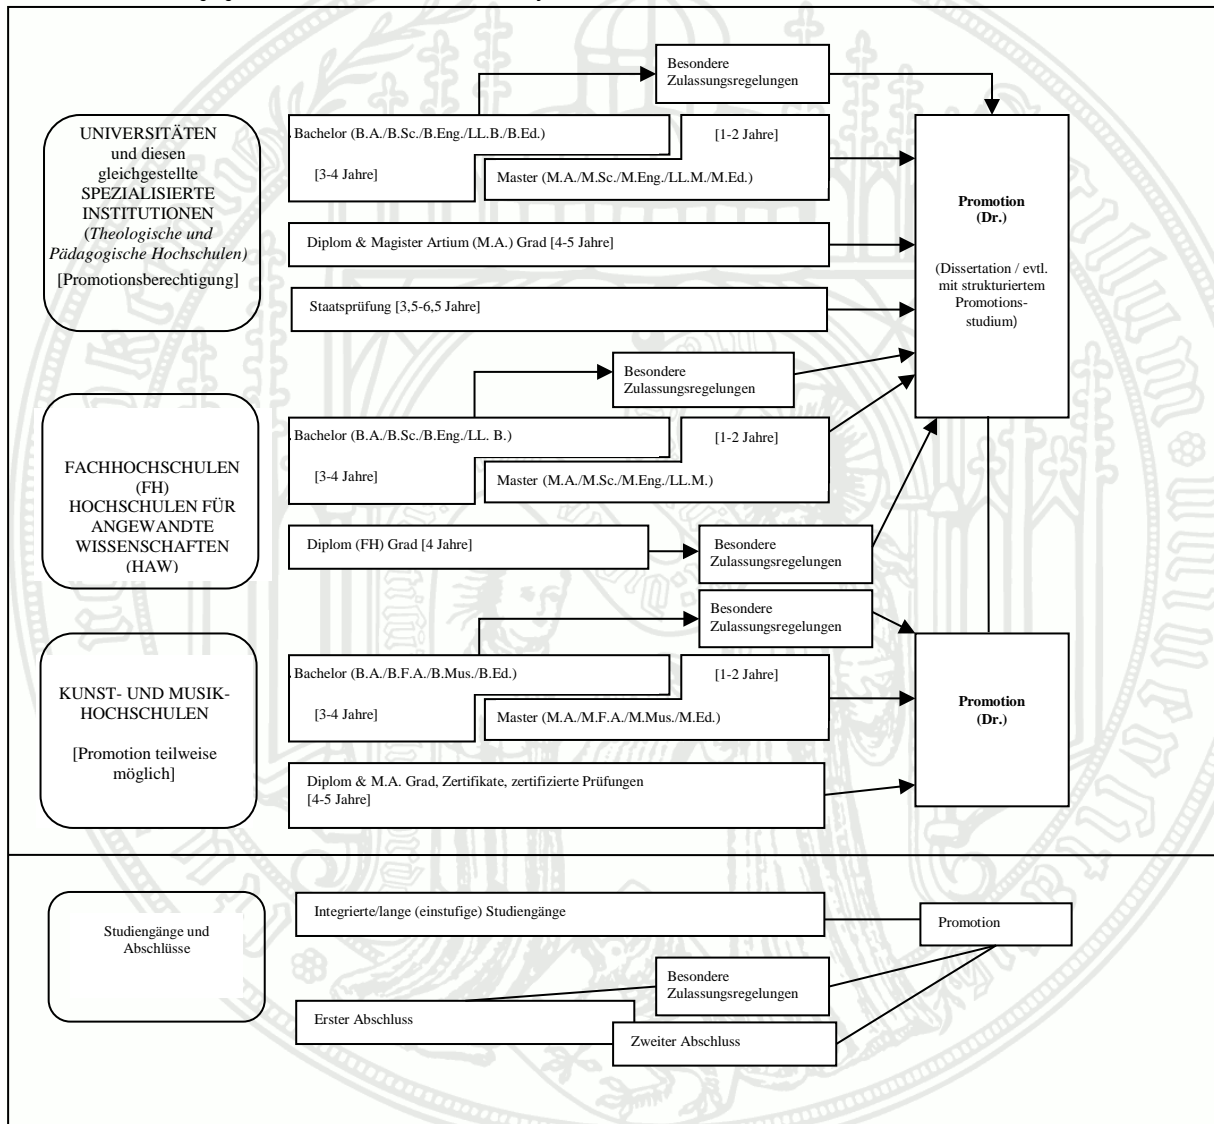 Besondere
Zulassungsregelungen
UNIVERSITÄTEN
und diesen
gleichgestellte
SPEZIALISIERTE
INSTITUTIONEN
(Theologische und
Pädagogische Hochschulen)
[Promotionsberechtigung]
Bachelor (B.A./B.Sc./B.Eng./LL.B./B.Ed.)
[3-4 Jahre]
[1-2 Jahre]
Master (M.A./M.Sc./M.Eng./LL.M./M.Ed.)
Diplom & Magister Artium (M.A.) Grad [4-5 Jahre]
Staatsprüfung [3,5-6,5 Jahre]
Promotion
(Dr.)
(Dissertation / evtl.
mit strukturiertem
Promotions-
studium)
Besondere
Zulassungsregelungen
FACHHOCHSCHULEN
(FH)
HOCHSCHULEN FÜR
ANGEWANDTE
WISSENSCHAFTEN
(HAW)
Bachelor (B.A./B.Sc./B.Eng./LL. B.)
[3-4 Jahre]
[1-2 Jahre]
Master (M.A./M.Sc./M.Eng./LL.M.)
Diplom (FH) Grad [4 Jahre]
Besondere
Zulassungsregelungen
Besondere
Zulassungsregelungen
KUNST- UND MUSIK-
HOCHSCHULEN
[Promotion teilweise
möglich]
Bachelor (B.A./B.F.A./B.Mus./B.Ed.)
[3-4 Jahre]
[1-2 Jahre]
Master (M.A./M.F.A./M.Mus./M.Ed.)
Diplom & M.A. Grad, Zertifikate, zertifizierte Prüfungen
[4-5 Jahre]
Promotion
(Dr.)
Studiengänge und
Abschlüsse
Integrierte/lange (einstufige) Studiengänge
Promotion
Besondere
Zulassungsregelungen
Erster Abschluss
Zweiter Abschluss